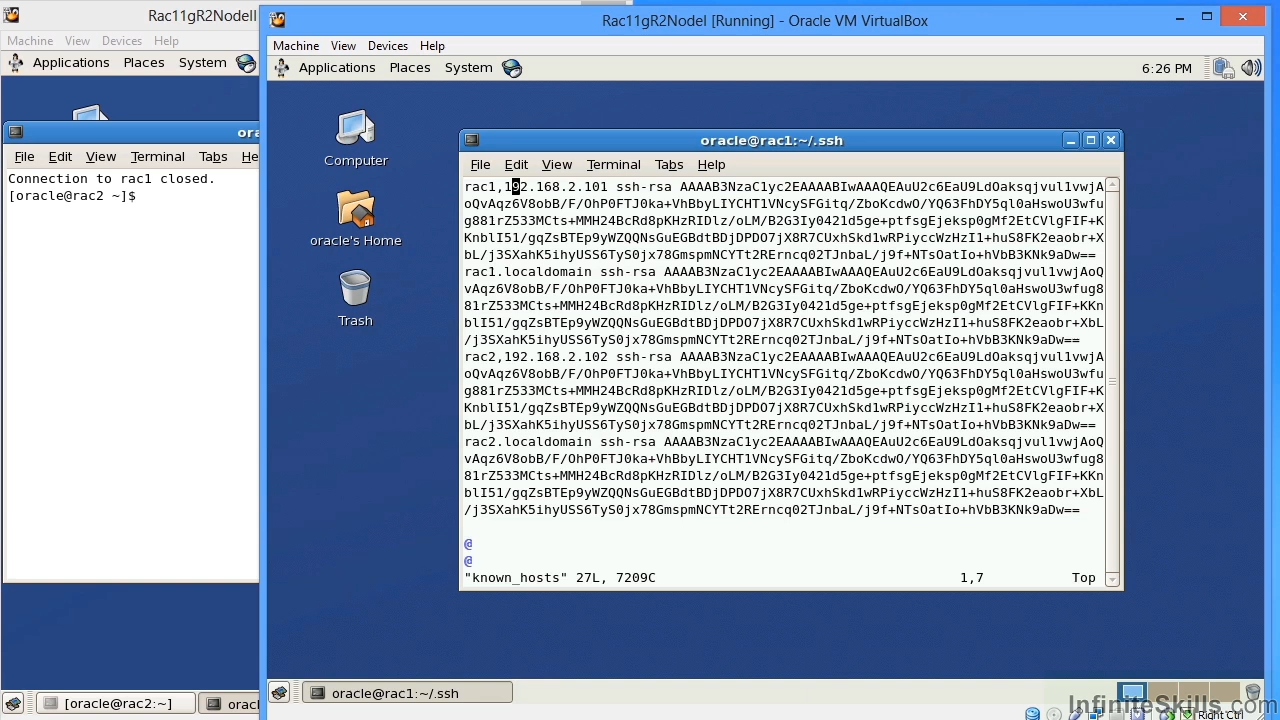 Rac11gR2NodeII
Machine View Devices Help
Applications Places System
File Edit View Terminal Tabs
Connection to rac1 closed.
[oracle@rac2 ~]$
[oracle@rac2:~]
Rac11gR2NodeI [Running] - Oracle VM VirtualBox
Machine View Devices Help
Applications Places System 6:26 PM
Computer
oracle's Home
Trash
oracle@rac1:~/.ssh
File Edit View Terminal Tabs Help
rac1,192.168.2.101 ssh-rsa AAAAB3NzaC1yc2EAAAABIwAAAQEAuU2c6EaU9LdOaksqjvul1vwjA
oQvAqz6V8obB/F/OhP0FTJ0ka+VhBbyLIYCHT1VNcySFGitq/ZboKcdwO/YQ63FhDY5ql0aHswoU3wfu
g881rZ533MCts+MMH24BcRd8pKHzRIDlz/oLM/B2G3Iy0421d5ge+ptfsgEjeksp0gMf2EtCVlgFIF+K
KnblI51/gqZsBTEp9yWZQQNsGuEGBdtBDjDPDO7jX8R7CUxhSkd1wRPiyccWzHzI1+huS8FK2eaobr+X
bL/j3SXahK5ihyUSS6TyS0jx78GmspmNCYTt2RErncq02TJnbaL/j9f+NTsOatIo+hVbB3KNk9aDw==
rac1.localdomain ssh-rsa AAAAB3NzaC1yc2EAAAABIwAAAQEAuU2c6EaU9LdOaksqjvul1vwjAoQ
vAqz6V8obB/F/OhP0FTJ0ka+VhBbyLIYCHT1VNcySFGitq/ZboKcdwO/YQ63FhDY5ql0aHswoU3wfug8
81rZ533MCts+MMH24BcRd8pKHzRIDlz/oLM/B2G3Iy0421d5ge+ptfsgEjeksp0gMf2EtCVlgFIF+KKn
blI51/gqZsBTEp9yWZQQNsGuEGBdtBDjDPDO7jX8R7CUxhSkd1wRPiyccWzHzI1+huS8FK2eaobr+XbL
/j3SXahK5ihyUSS6TyS0jx78GmspmNCYTt2RErncq02TJnbaL/j9f+NTsOatIo+hVbB3KNk9aDw==
rac2,192.168.2.102 ssh-rsa AAAAB3NzaC1yc2EAAAABIwAAAQEAuU2c6EaU9LdOaksqjvul1vwjA
oQvAqz6V8obB/F/OhP0FTJ0ka+VhBbyLIYCHT1VNcySFGitq/ZboKcdwO/YQ63FhDY5ql0aHswoU3wfu
g881rZ533MCts+MMH24BcRd8pKHzRIDlz/oLM/B2G3Iy0421d5ge+ptfsgEjeksp0gMf2EtCVlgFIF+K
KnblI51/gqZsBTEp9yWZQQNsGuEGBdtBDjDPDO7jX8R7CUxhSkd1wRPiyccWzHzI1+huS8FK2eaobr+X
bL/j3SXahK5ihyUSS6TyS0jx78GmspmNCYTt2RErncq02TJnbaL/j9f+NTsOatIo+hVbB3KNk9aDw==
rac2.localdomain ssh-rsa AAAAB3NzaC1yc2EAAAABIwAAAQEAuU2c6EaU9LdOaksqjvul1vwjAoQ
vAqz6V8obB/F/OhP0FTJ0ka+VhBbyLIYCHT1VNcySFGitq/ZboKcdwO/YQ63FhDY5ql0aHswoU3wfug8
81rZ533MCts+MMH24BcRd8pKHzRIDlz/oLM/B2G3Iy0421d5ge+ptfsgEjeksp0gMf2EtCVlgFIF+KKn
blI51/gqZsBTEp9yWZQQNsGuEGBdtBDjDPDO7jX8R7CUxhSkd1wRPiyccWzHzI1+huS8FK2eaobr+XbL
/j3SXahK5ihyUSS6TyS0jx78GmspmNCYTt2RErncq02TJnbaL/j9f+NTsOatIo+hVbB3KNk9aDw==
@
@
"known_hosts" 27L, 7209C 1,7 Top
oracle@rac1:~/.ssh
InfiniteSkills.com
Right Ctrl